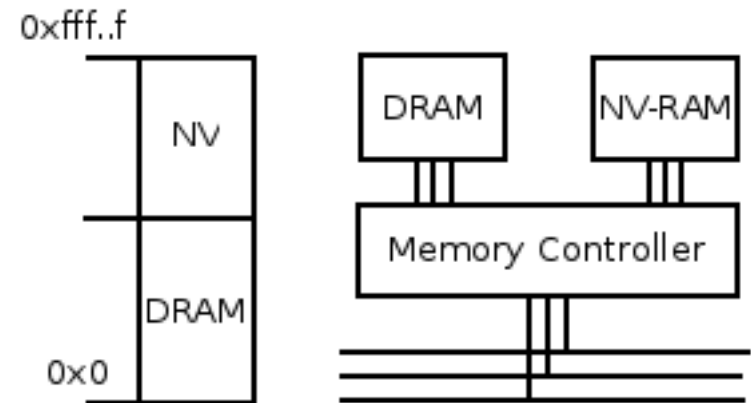 0xfff..f
NV
DRAM
0x0
DRAM
NV-RAM
Memory Controller